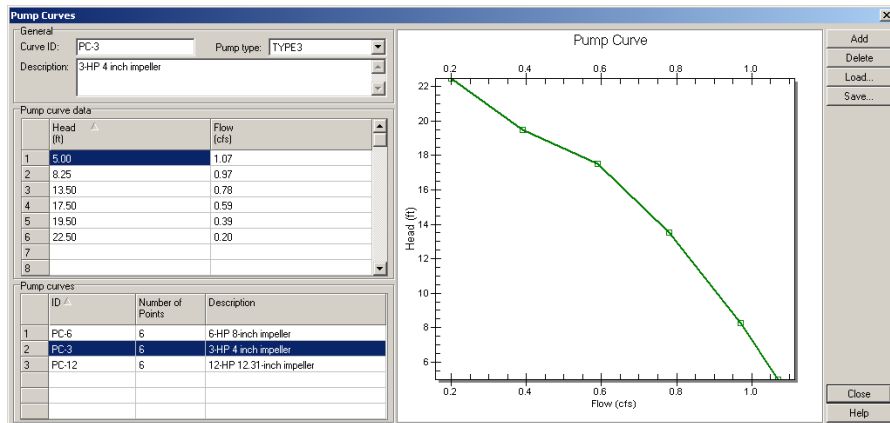 Pump Curves
General
Curve ID: PC-3 Pump type: TYPE3
Description: 3-HP 4 inch impeller
Pump curve data
Head (ft) Flow (cfs)
1 5.00 1.07
2 8.25 0.97
3 13.50 0.78
4 17.50 0.59
5 19.50 0.39
6 22.50 0.20
7
8
Pump curves
ID Number of Points Description
1 PC-6 6 6-HP 8-inch impeller
2 PC-3 6 3-HP 4 inch impeller
3 PC-12 6 12-HP 12.31-inch impeller
Pump Curve
0.2 0.4 0.6 0.8 1.0
22
20
18
16
14
12
10
8
6
Head (ft)
0.2 0.4 0.6 0.8 1.0
Flow (cfs)
Add
Delete
Load...
Save...
Close
Help